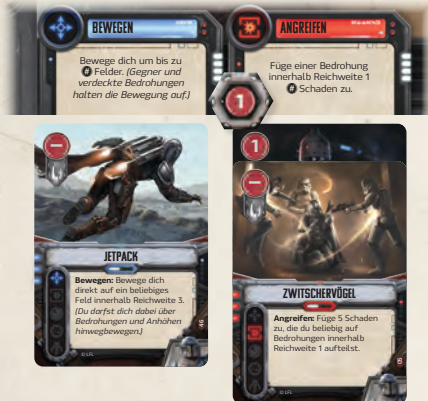 BEWEGEN
Bewege dich um bis zu
# Felder. (Gegner und
verdeckte Bedrohungen
halten die Bewegung auf.)
ANGREIFEN
Füge einer Bedrohung
innerhalb Reichweite 1
# Schaden zu.
1
–
JETPACK
Bewegen: Bewege dich
direkt auf ein beliebiges
Feld innerhalb Reichweite 3.
(Du darfst dich dabei über
Bedrohungen und Anhöhen
hinwegbewegen.)
© LFL
46
1
–
ZWITSCHERVÖGEL
Angreifen: Füge 5 Schaden
zu, die du beliebig auf
Bedrohungen innerhalb
Reichweite 1 aufteilst.
© LFL